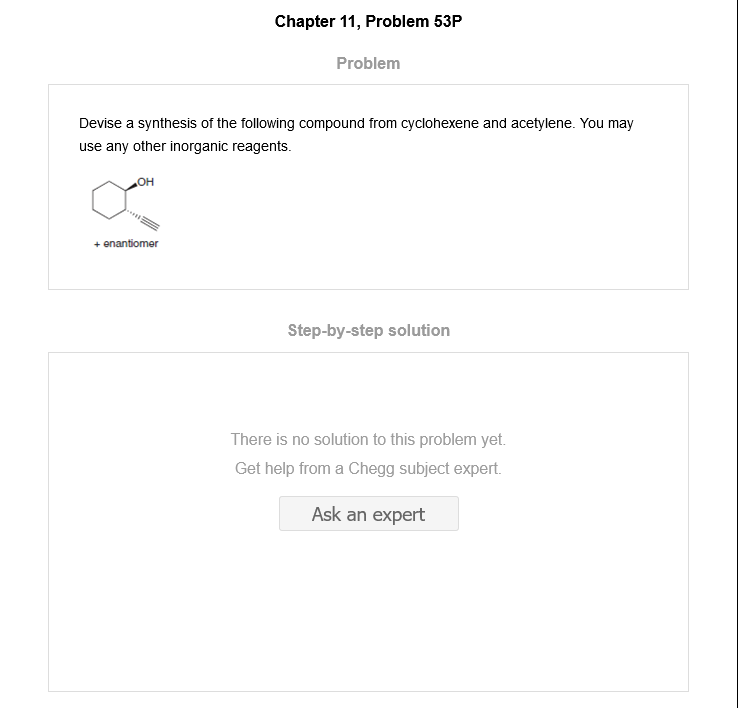 Chapter 11, Problem 53P
Problem
Devise a synthesis of the following compound from cyclohexene and acetylene. You may
use any other inorganic reagents.
OH
+ enantiomer
Step-by-step solution
There is no solution to this problem yet.
Get help from a Chegg subject expert.
Ask an expert